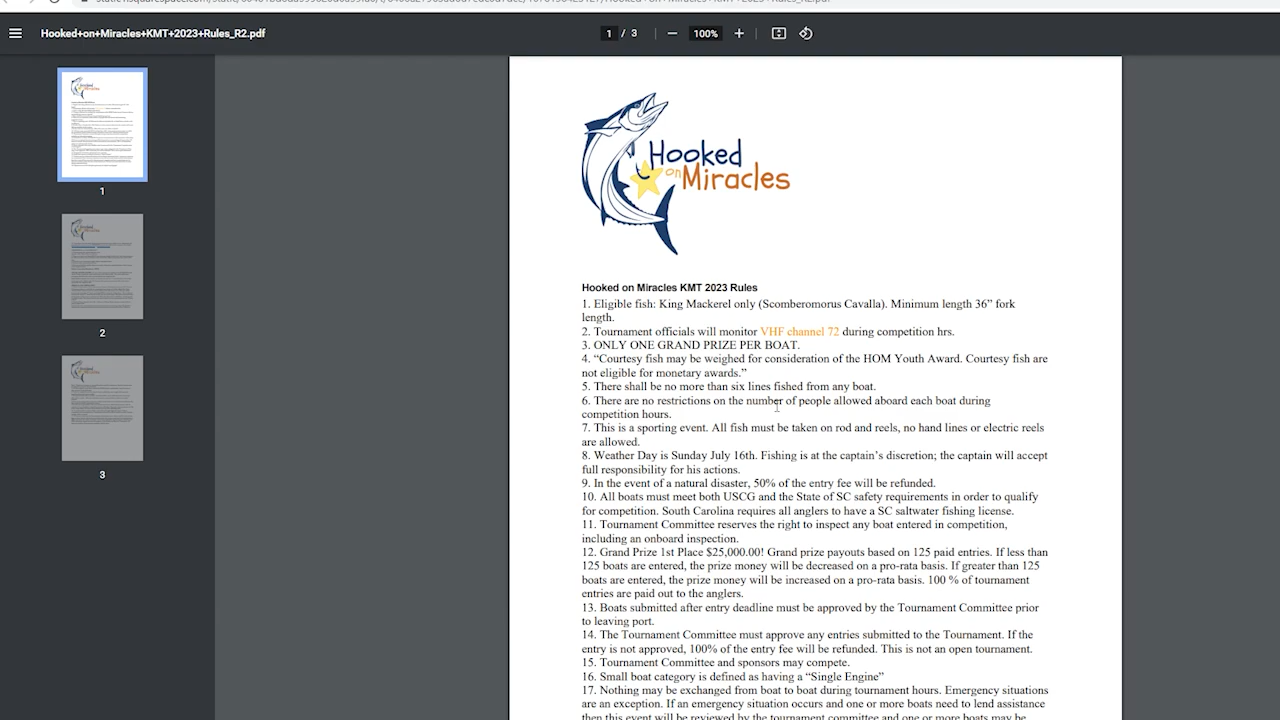 Hooked+on+Miracles+KMT+2023+Rules_R2.pdf
1 / 3
100%
1
2
3
Hooked
on Miracles
Hooked on Miracles KMT 2023 Rules
1. Eligible fish: King Mackerel only (Scomberomorus Cavalla). Minimum length 36” fork
length.
2. Tournament officials will monitor VHF channel 72 during competition hrs.
3. ONLY ONE GRAND PRIZE PER BOAT.
4. “Courtesy fish may be weighed for consideration of the HOM Youth Award. Courtesy fish are
not eligible for monetary awards.”
5. There shall be no more than six lines fished from any boat.
6. There are no restrictions on the number of people allowed aboard each boat during
competition hours.
7. This is a sporting event. All fish must be taken on rod and reels, no hand lines or electric reels
are allowed.
8. Weather Day is Sunday July 16th. Fishing is at the captain’s discretion; the captain will accept
full responsibility for his actions.
9. In the event of a natural disaster, 50% of the entry fee will be refunded.
10. All boats must meet both USCG and the State of SC safety requirements in order to qualify
for competition. South Carolina requires all anglers to have a SC saltwater fishing license.
11. Tournament Committee reserves the right to inspect any boat entered in competition,
including an onboard inspection.
12. Grand Prize 1st Place $25,000.00! Grand prize payouts based on 125 paid entries. If less than
125 boats are entered, the prize money will be decreased on a pro-rata basis. If greater than 125
boats are entered, the prize money will be increased on a pro-rata basis. 100 % of tournament
entries are paid out to the anglers.
13. Boats submitted after entry deadline must be approved by the Tournament Committee prior
to leaving port.
14. The Tournament Committee must approve any entries submitted to the Tournament. If the
entry is not approved, 100% of the entry fee will be refunded. This is not an open tournament.
15. Tournament Committee and sponsors may compete.
16. Small boat category is defined as having a “Single Engine”
17. Nothing may be exchanged from boat to boat during tournament hours. Emergency situations
are an exception. If an emergency situation occurs and one or more boats need to lend assistance
then this event will be reviewed by the tournament committee and one or more boats may be